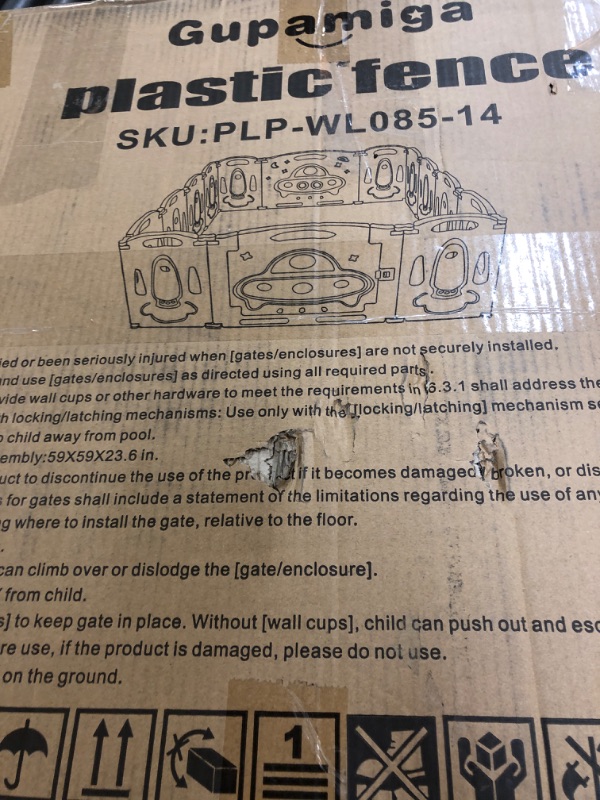 Gupamiga
plastic fence
SKU:PLP-WL085-14
ied or been seriously injured when [gates/enclosures] are not securely installed.
and use [gates/enclosures] as directed using all required parts.
vide wall cups or other hardware to meet the requirements in 6.3.1 shall address the
th locking/latching mechanisms: Use only with the [locking/latching] mechanism se
p child away from pool.
embly:59X59X23.6 in.
uct to discontinue the use of the pr if it becomes damaged broken, or dis
s for gates shall include a statement of the limitations regarding the use of any
ng where to install the gate, relative to the floor.
.
can climb over or dislodge the [gate/enclosure].
from child.
s] to keep gate in place. Without [wall cups], child can push out and esc
re use, if the product is damaged, please do not use.
on the ground.
1